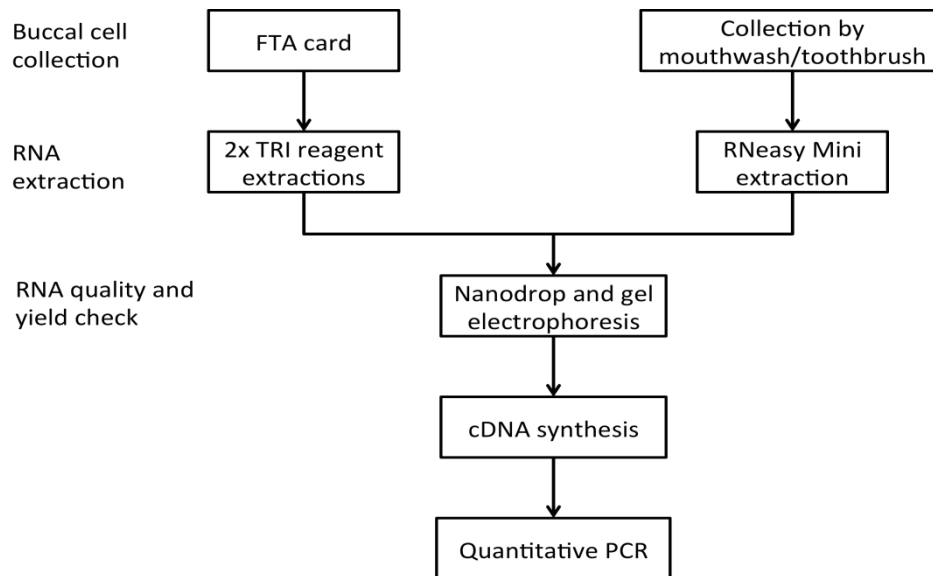 Buccal cell
collection
FTA card
Collection by
mouthwash/toothbrush
RNA
extraction
2x TRI reagent
extractions
RNeasy Mini
extraction
RNA quality and
yield check
Nanodrop and gel
electrophoresis
cDNA synthesis
Quantitative PCR